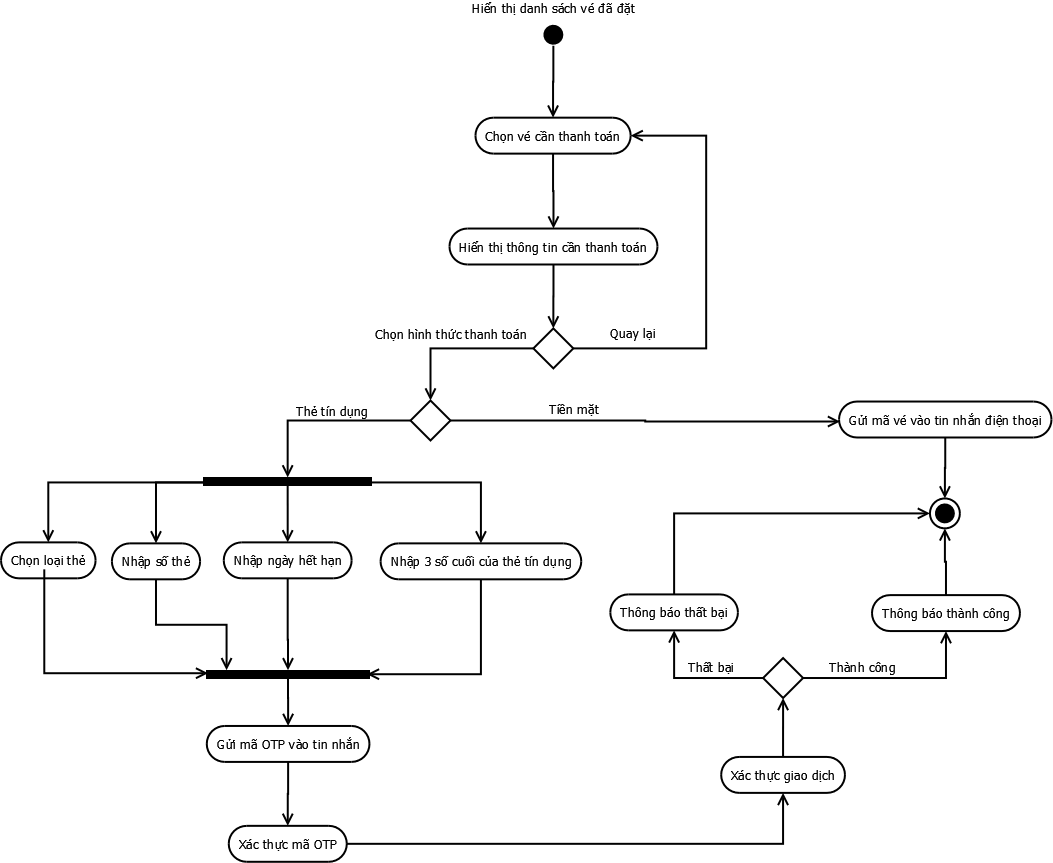 Hiển thị danh sách vé đã đặt
Chọn vé cần thanh toán
Hiển thị thông tin cần thanh toán
Chọn hình thức thanh toán
Quay lại
Thẻ tín dụng
Tiền mặt
Gửi mã vé vào tin nhắn điện thoại
Chọn loại thẻ
Nhập số thẻ
Nhập ngày hết hạn
Nhập 3 số cuối của thẻ tín dụng
Thông báo thất bại
Thông báo thành công
Thất bại
Thành công
Gửi mã OTP vào tin nhắn
Xác thực giao dịch
Xác thực mã OTP